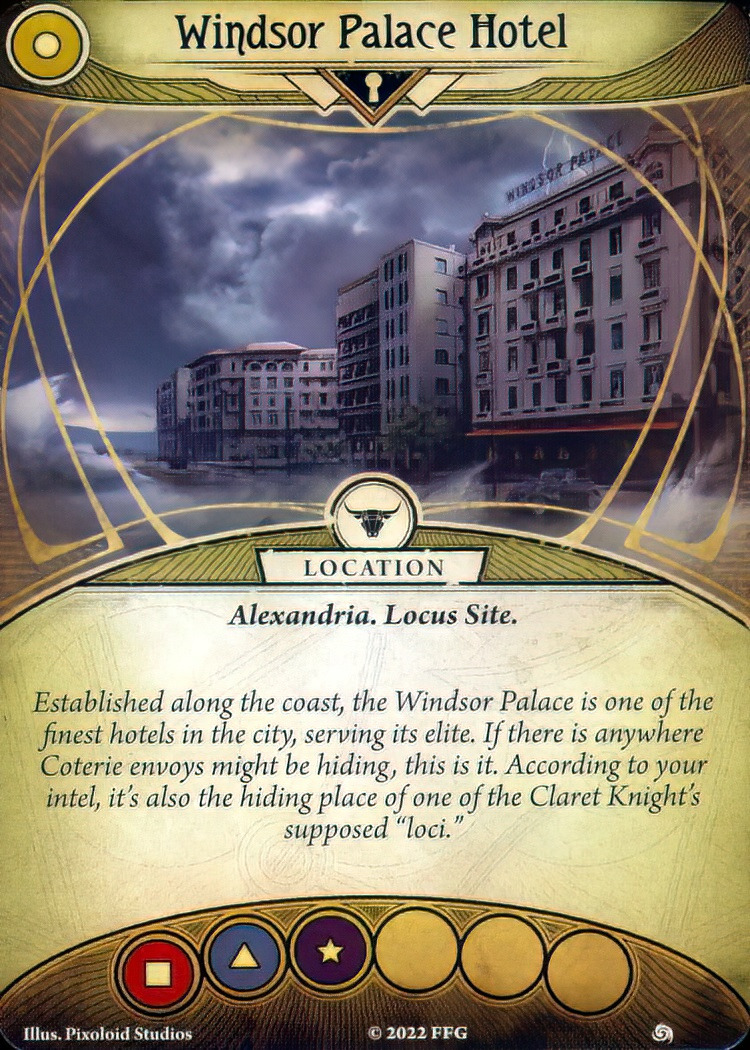 Windsor Palace Hotel
WINDSOR PALACE
LOCATION
Alexandria. Locus Site.
Established along the coast, the Windsor Palace is one of the
finest hotels in the city, serving its elite. If there is anywhere
Coterie envoys might be hiding, this is it. According to your
intel, it’s also the hiding place of one of the Claret Knight’s
supposed “loci.”
Illus. Pixoloid Studios
© 2022 FFG